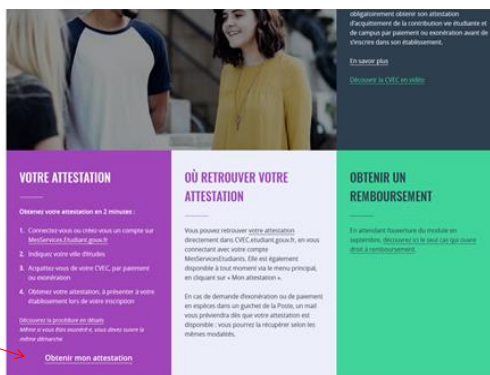 obligatoirement obtenir son attestation
d'acquittement de la contribution vie étudiante et
de campus par paiement ou exonération avant de
s'inscrire dans son établissement.
En savoir plus
Découvrir la CVEC en vidéo
VOTRE ATTESTATION
Obtenez votre attestation en 2 minutes :
1. Connectez-vous ou créez-vous un compte sur
MesServices.Etudiant.gouv.fr
2. Indiquez votre ville d'études
3. Acquittez-vous de votre CVEC, par paiement
ou exonération
4. Obtenez votre attestation, à présenter à votre
établissement lors de votre inscription
Découvrez la procédure en détails
Même si vous êtes exonéré·e, vous devez suivre la
même démarche
Obtenir mon attestation
OÙ RETROUVER VOTRE
ATTESTATION
Vous pouvez retrouver votre attestation
directement dans CVEC.etudiant.gouv.fr, en vous
connectant avec votre compte
MesServicesEtudiants. Elle est également
disponible à tout moment via le menu principal,
en cliquant sur « Mon attestation ».
En cas de demande d'exonération ou de paiement
en espèces dans un guichet de la Poste, un mail
vous préviendra dès que votre attestation est
disponible : vous pourrez la récupérer selon les
mêmes modalités.
OBTENIR UN
REMBOURSEMENT
En attendant l'ouverture du module en
septembre, découvrez ici le seul cas qui ouvre
droit à remboursement.